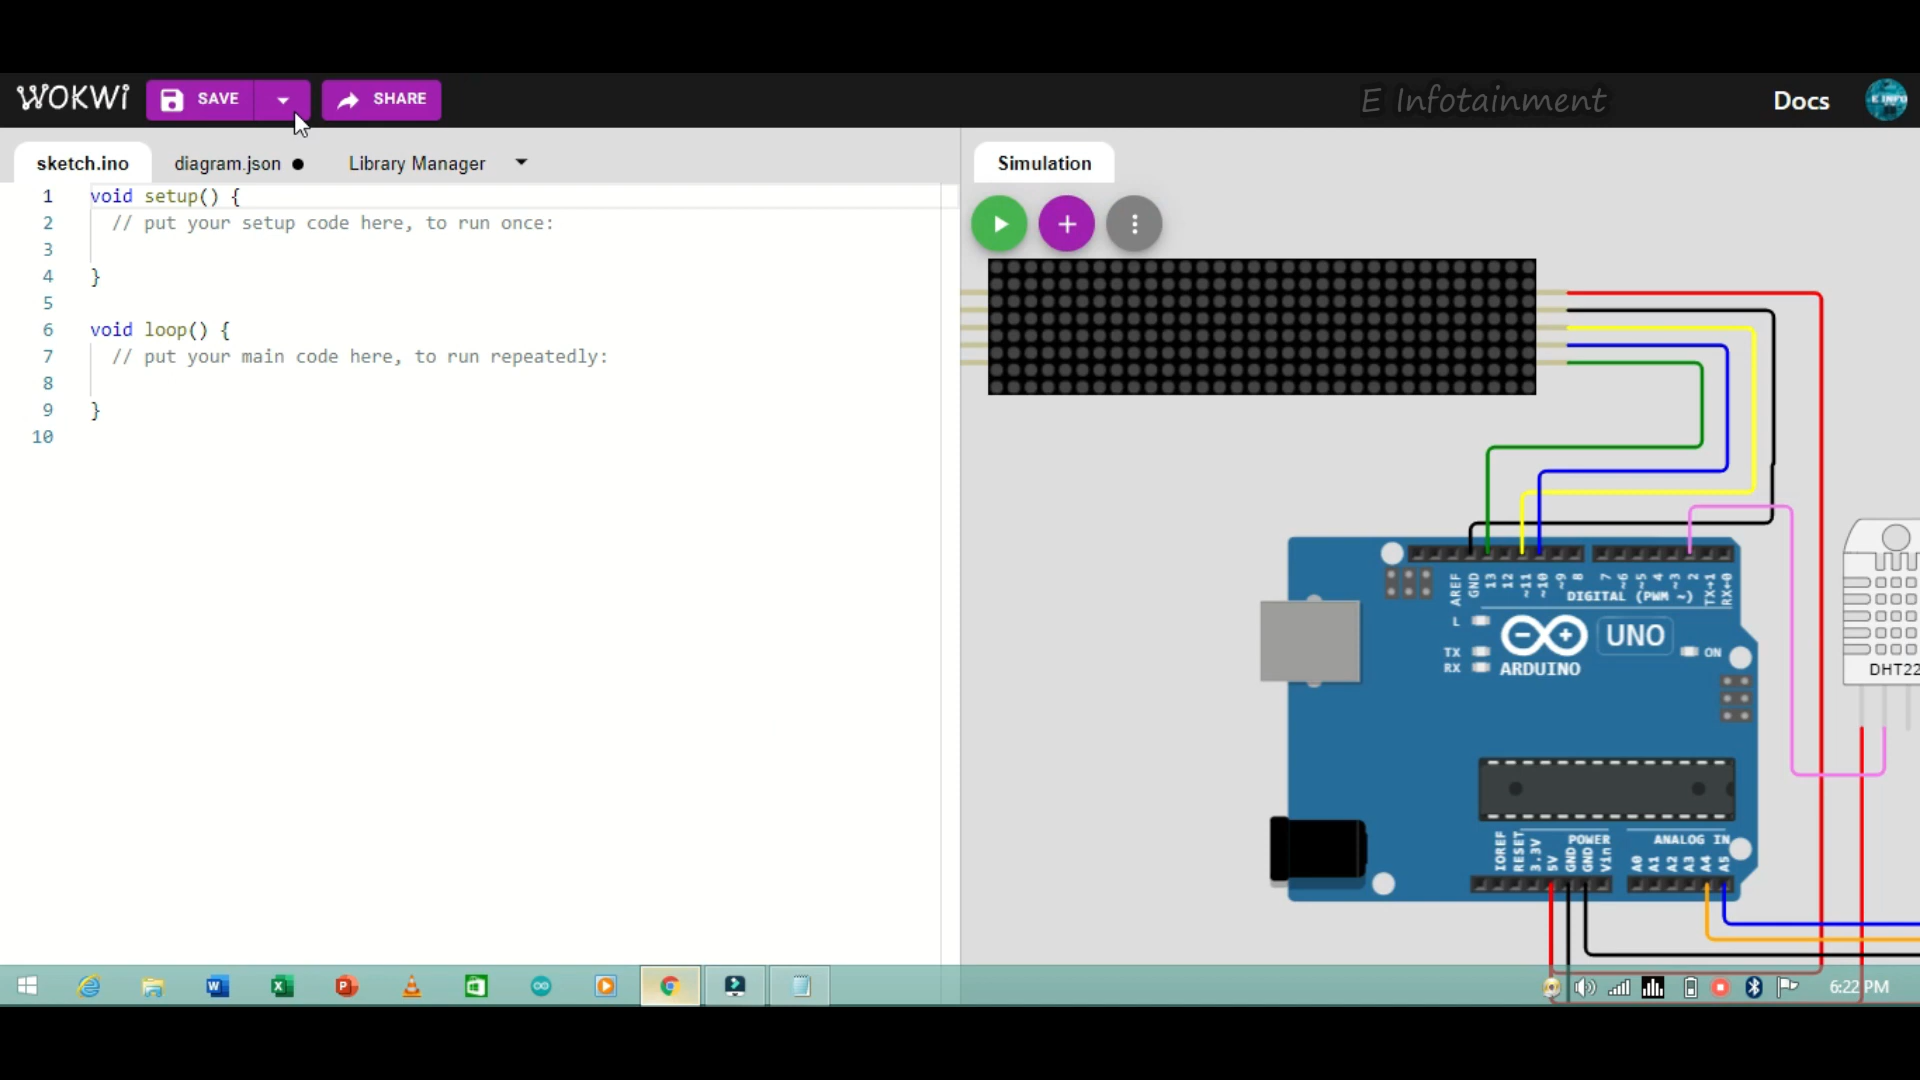 WOKWi
SAVE
SHARE
E Infotainment
Docs
E INFO
sketch.ino
diagram.json ●
Library Manager
Simulation
1 void setup() {
2 // put your setup code here, to run once:
3
4 }
5
6 void loop() {
7 // put your main code here, to run repeatedly:
8
9 }
10
AREF
GND
13
12
~11
~10
~9
8
7
~6
~5
4
~3
2
TX→1
RX←0
DIGITAL (PWM ~)
L
TX
RX
UNO
ARDUINO
ON
DHT22
POWER
ANALOG IN
IOREF
RESET
3.3V
5V
GND
GND
Vin
A0
A1
A2
A3
A4
A5
6:22 PM